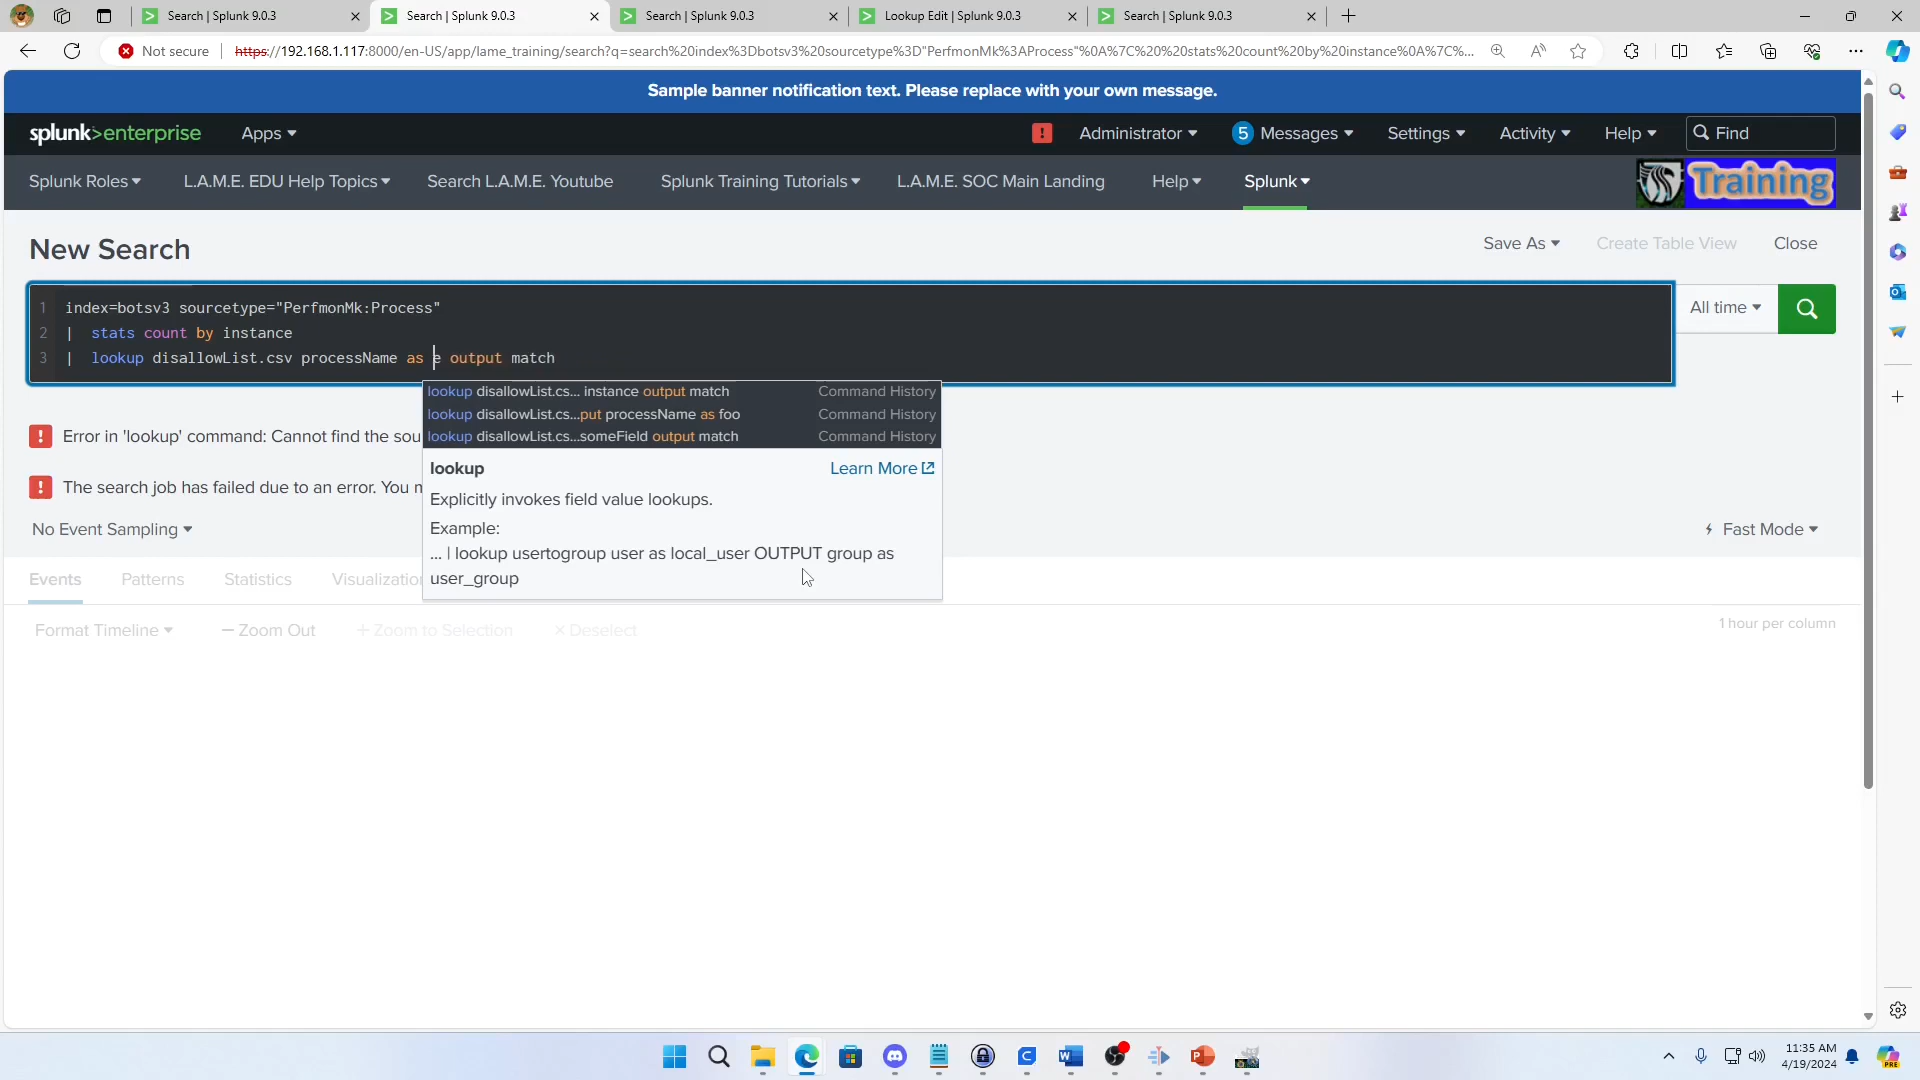 Search | Splunk 9.0.3
Search | Splunk 9.0.3
Search | Splunk 9.0.3
Lookup Edit | Splunk 9.0.3
Search | Splunk 9.0.3
Not secure
https://192.168.1.117:8000/en-US/app/lame_training/search?q=search%20index%3Dbotsv3%20sourcetype%3D"PerfmonMk%3AProcess"%0A%7C%20%20stats%20count%20by%20instance%0A%7C%...
Sample banner notification text. Please replace with your own message.
splunk>enterprise
Apps
!
Administrator
5 Messages
Settings
Activity
Help
Find
Splunk Roles
L.A.M.E. EDU Help Topics
Search L.A.M.E. Youtube
Splunk Training Tutorials
L.A.M.E. SOC Main Landing
Help
Splunk
Training
New Search
Save As
Create Table View
Close
1 index=botsv3 sourcetype="PerfmonMk:Process"
2 | stats count by instance
3 | lookup disallowList.csv processName as e output match
All time
lookup disallowList.cs... instance output match Command History
lookup disallowList.cs...put processName as foo Command History
lookup disallowList.cs...someField output match Command History
! Error in 'lookup' command: Cannot find the sou
lookup
Learn More
! The search job has failed due to an error. You m
Explicitly invokes field value lookups.
Example:
... | lookup usertogroup user as local_user OUTPUT group as
user_group
No Event Sampling
Fast Mode
Events
Patterns
Statistics
Visualization
Format Timeline
— Zoom Out
+ Zoom to Selection
× Deselect
1 hour per column
11:35 AM
4/19/2024
PRE